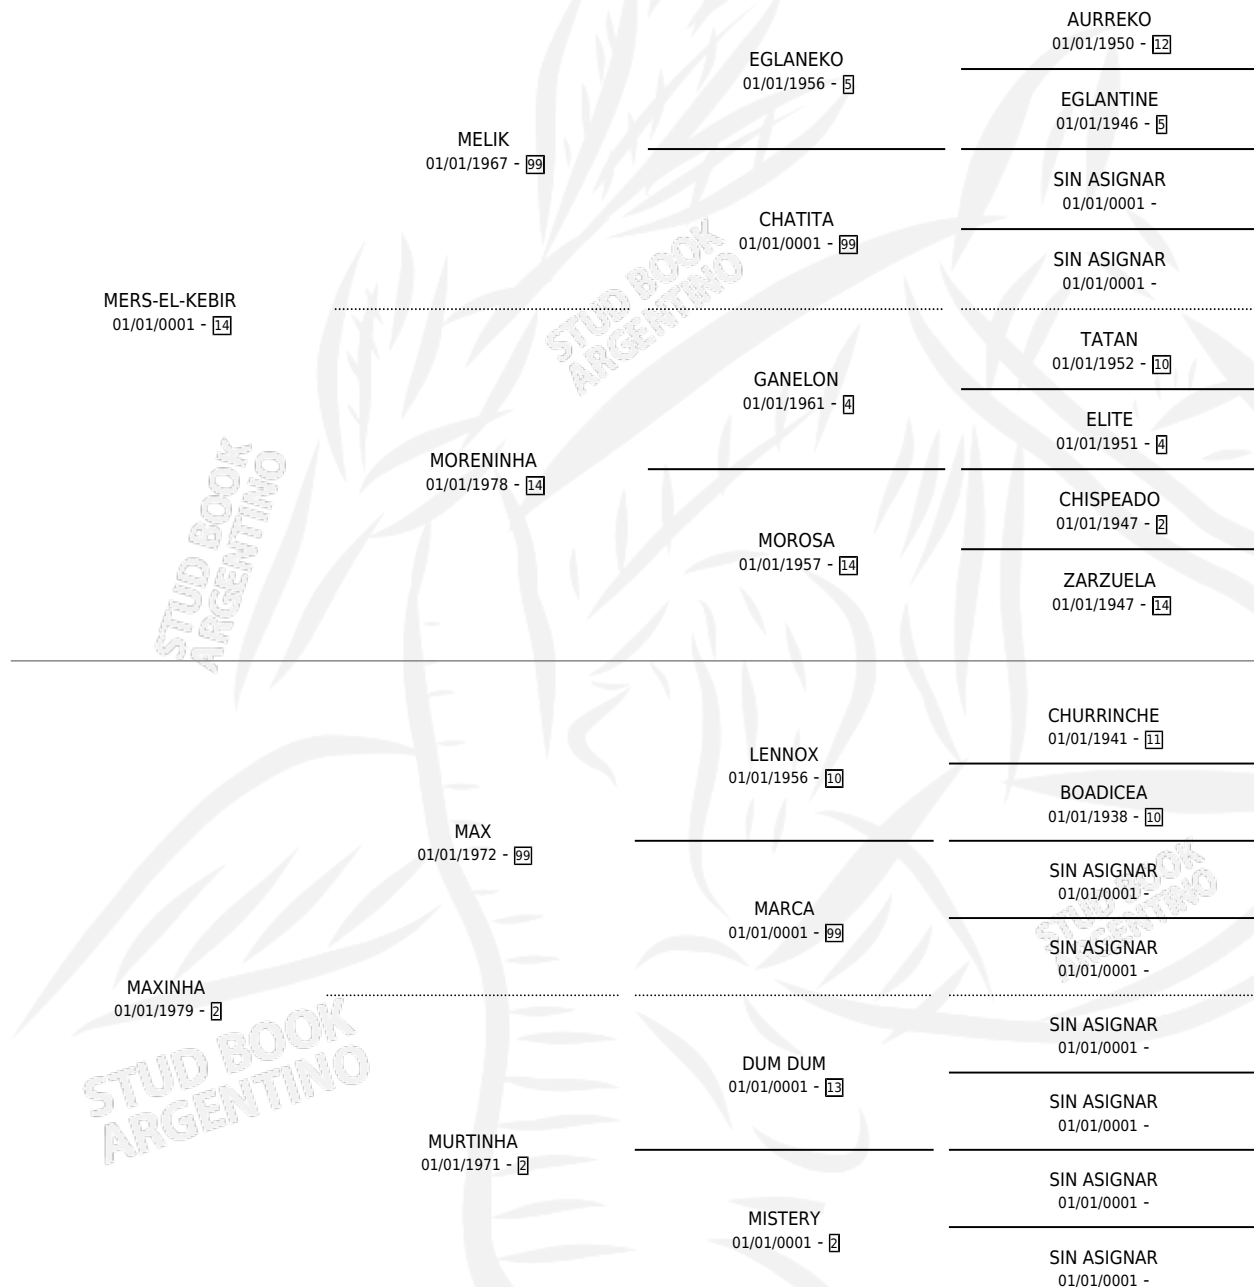 AURREKO
01/01/1950 - 12
EGLANEKO
01/01/1956 - 5
EGLANTINE
01/01/1946 - 5
MELIK
01/01/1967 - 99
SIN ASIGNAR
01/01/0001 -
CHATITA
01/01/0001 - 99
SIN ASIGNAR
01/01/0001 -
MERS-EL-KEBIR
01/01/0001 - 14
TATAN
01/01/1952 - 10
GANELON
01/01/1961 - 4
ELITE
01/01/1951 - 4
MORENINHA
01/01/1978 - 14
CHISPEADO
01/01/1947 - 2
MOROSA
01/01/1957 - 14
ZARZUELA
01/01/1947 - 14
CHURRINCHE
01/01/1941 - 11
LENNOX
01/01/1956 - 10
BOADICEA
01/01/1938 - 10
MAX
01/01/1972 - 99
SIN ASIGNAR
01/01/0001 -
MARCA
01/01/0001 - 99
SIN ASIGNAR
01/01/0001 -
MAXINHA
01/01/1979 - 2
SIN ASIGNAR
01/01/0001 -
DUM DUM
01/01/0001 - 13
SIN ASIGNAR
01/01/0001 -
MURTINHA
01/01/1971 - 2
SIN ASIGNAR
01/01/0001 -
MISTERY
01/01/0001 - 2
SIN ASIGNAR
01/01/0001 -
STUD BOOK
ARGENTINO
STUD BOOK
ARGENTINO
STUD BOOK
ARGENTINO
STUD BOOK
ARGENTINO